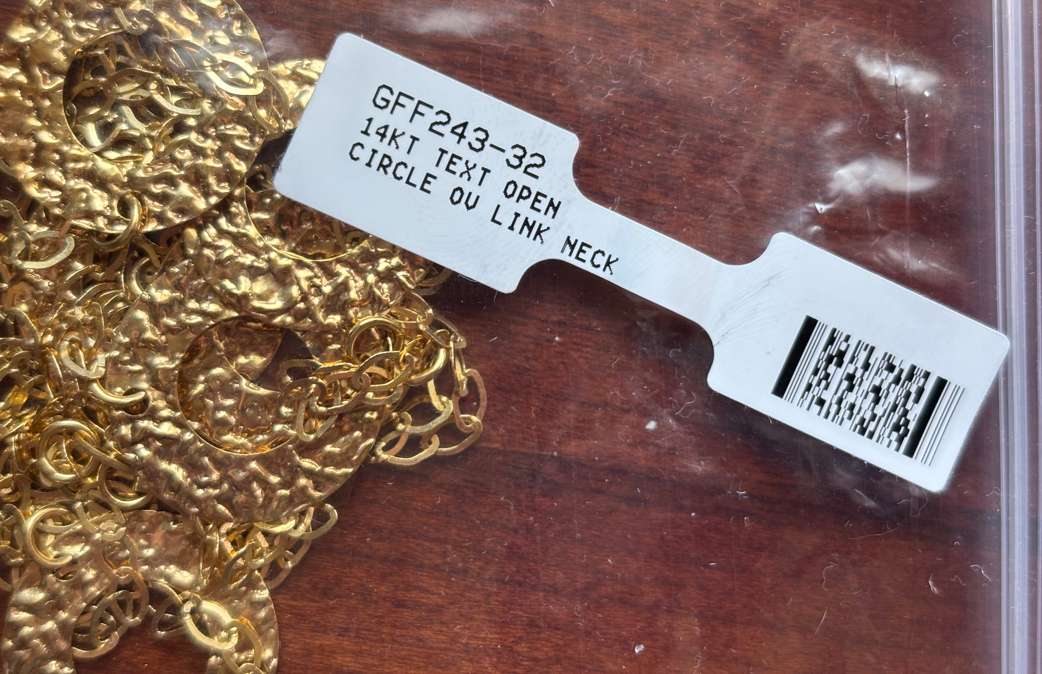 GFF243-32
14KT TEXT OPEN
CIRCLE OV LINK NECK